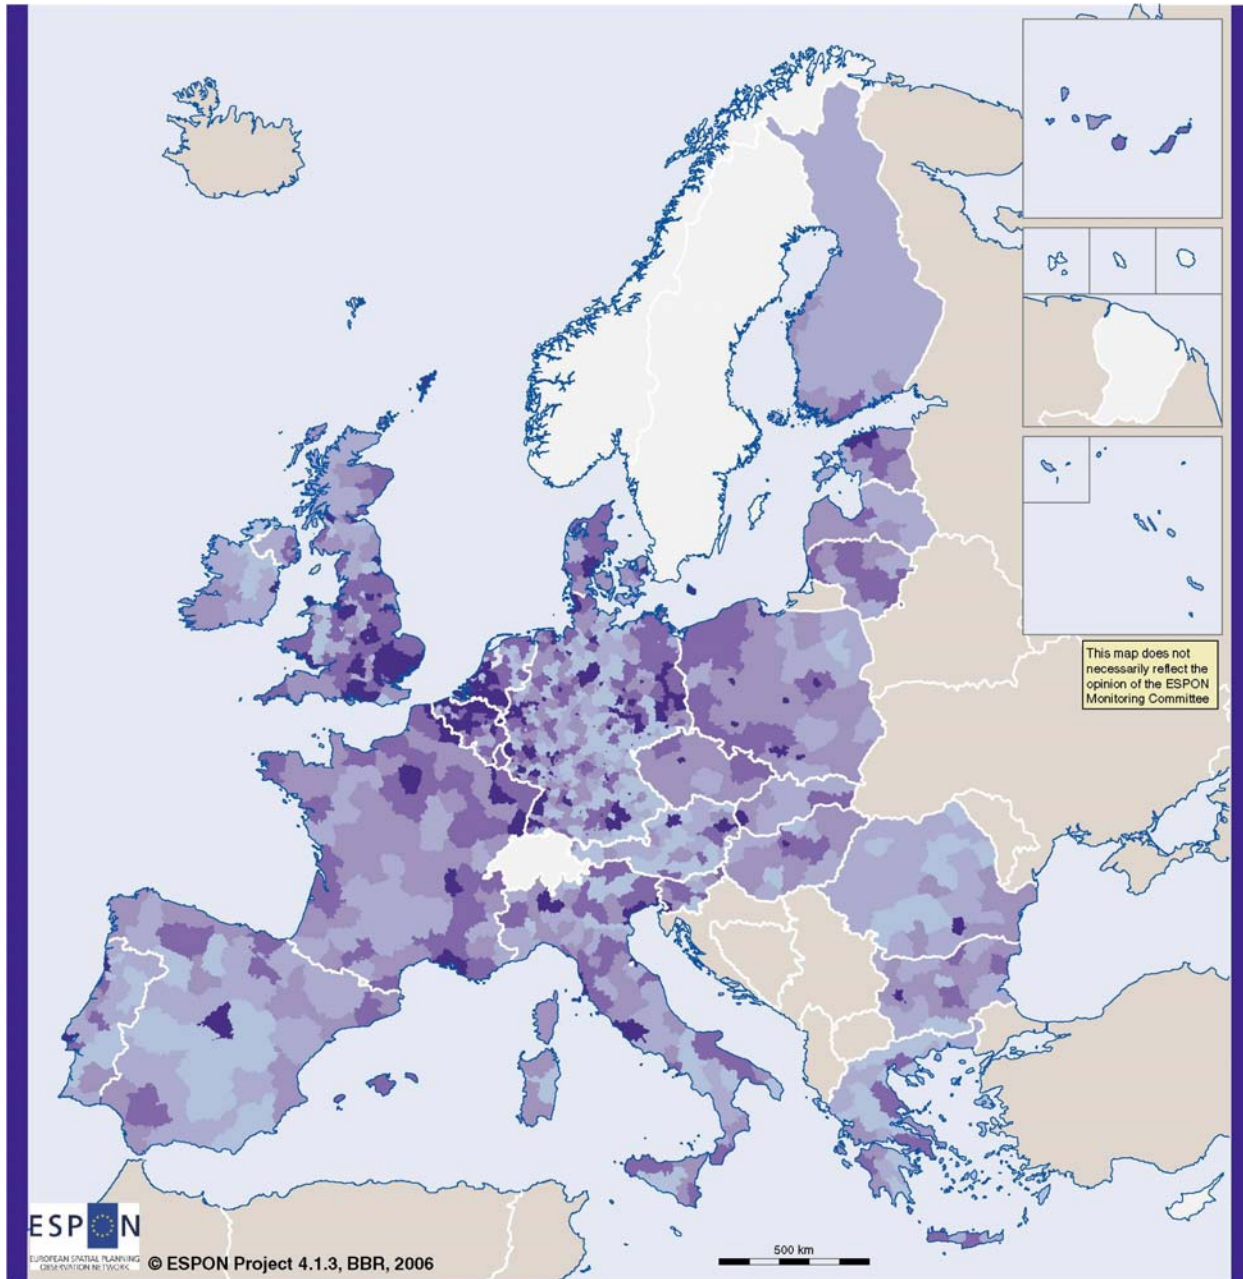 This map does not
necessarily reflect the
opinion of the ESPON
Monitoring Committee
500 km
ESPON
EUROPEAN SPATIAL PLANNING
OBSERVATION NETWORK
© ESPON Project 4.1.3, BBR, 2006